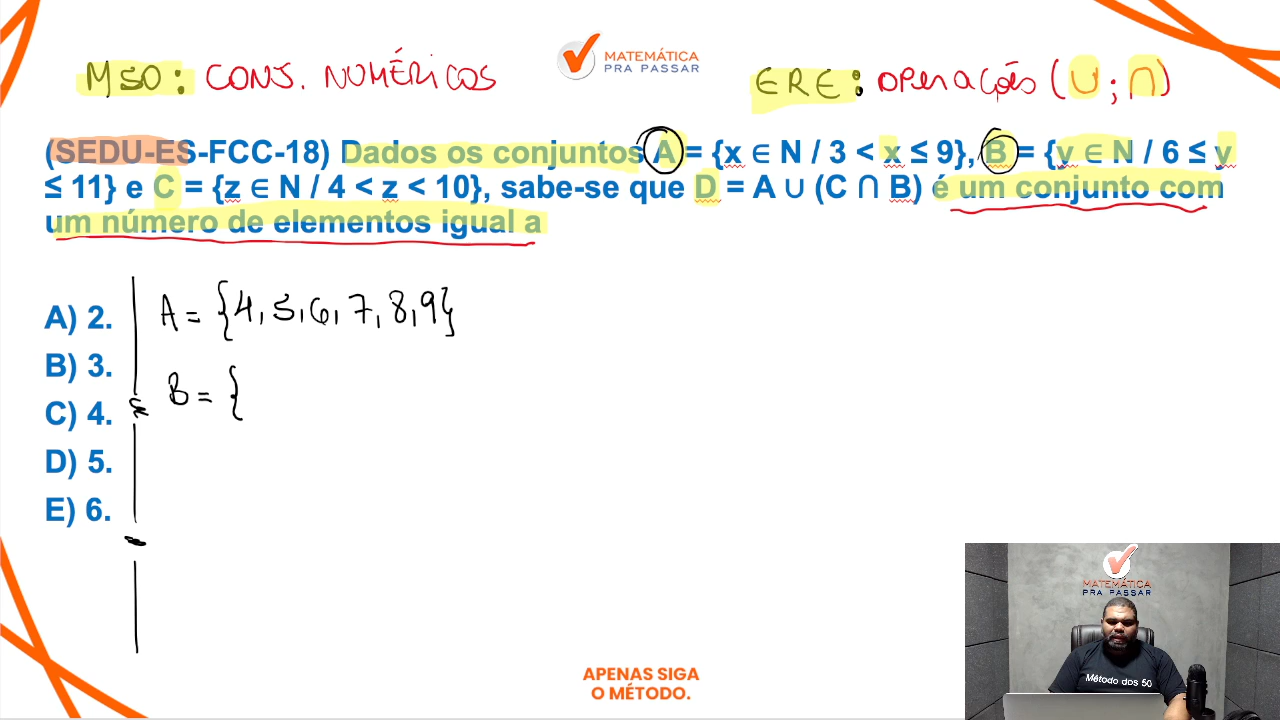 MATEMÁTICA
PRA PASSAR
M50: CONJ. NUMÉRICOS
ERE: OPERAÇÕES (∪ ; ∩)
(SEDU-ES-FCC-18) Dados os conjuntos A = {x ∈ N / 3 < x ≤ 9}, B = {y ∈ N / 6 ≤ y
≤ 11} e C = {z ∈ N / 4 < z < 10}, sabe-se que D = A ∪ (C ∩ B) é um conjunto com
um número de elementos igual a
A) 2.
A = {4, 5, 6, 7, 8, 9}
B) 3.
B = {
C) 4.
D) 5.
E) 6.
MATEMÁTICA
PRA PASSAR
Método dos 50
APENAS SIGA
O MÉTODO.